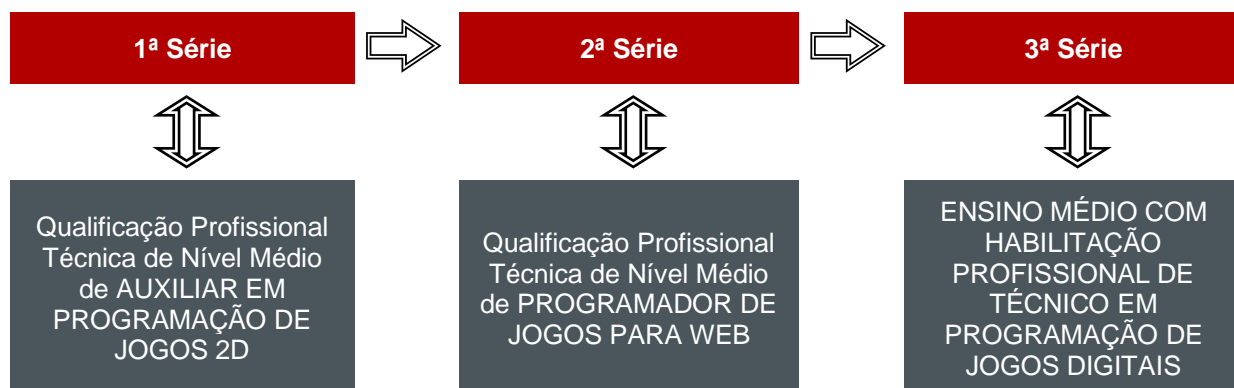 1ª Série
2ª Série
3ª Série
Qualificação Profissional
Técnica de Nível Médio
de AUXILIAR EM
PROGRAMAÇÃO DE
JOGOS 2D
Qualificação Profissional
Técnica de Nível Médio
de PROGRAMADOR DE
JOGOS PARA WEB
ENSINO MÉDIO COM
HABILITAÇÃO
PROFISSIONAL DE
TÉCNICO EM
PROGRAMAÇÃO DE
JOGOS DIGITAIS